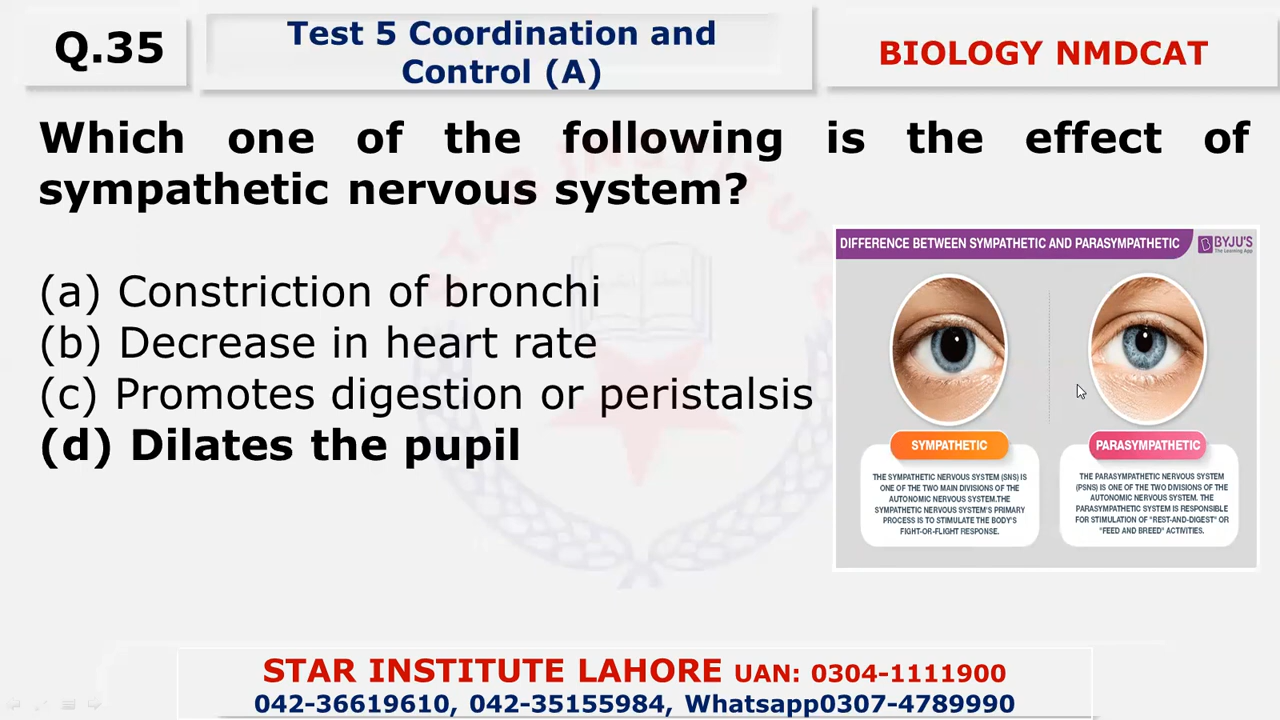 Q.35
Test 5 Coordination and
Control (A)
BIOLOGY NMDCAT
Which one of the following is the effect of
sympathetic nervous system?
(a) Constriction of bronchi
(b) Decrease in heart rate
(c) Promotes digestion or peristalsis
(d) Dilates the pupil
DIFFERENCE BETWEEN SYMPATHETIC AND PARASYMPATHETIC
BYJU'S
The Learning App
SYMPATHETIC
THE SYMPATHETIC NERVOUS SYSTEM (SNS) IS
ONE OF THE TWO MAIN DIVISIONS OF THE
AUTONOMIC NERVOUS SYSTEM.THE
SYMPATHETIC NERVOUS SYSTEM'S PRIMARY
PROCESS IS TO STIMULATE THE BODY'S
FIGHT-OR-FLIGHT RESPONSE.
PARASYMPATHETIC
THE PARASYMPATHETIC NERVOUS SYSTEM
(PSNS) IS ONE OF THE TWO DIVISIONS OF THE
AUTONOMIC NERVOUS SYSTEM. THE
PARASYMPATHETIC SYSTEM IS RESPONSIBLE
FOR STIMULATION OF "REST-AND-DIGEST" OR
"FEED AND BREED" ACTIVITIES.
STAR INSTITUTE
STAR INSTITUTE LAHORE UAN: 0304-1111900
042-36619610, 042-35155984, Whatsapp0307-4789990